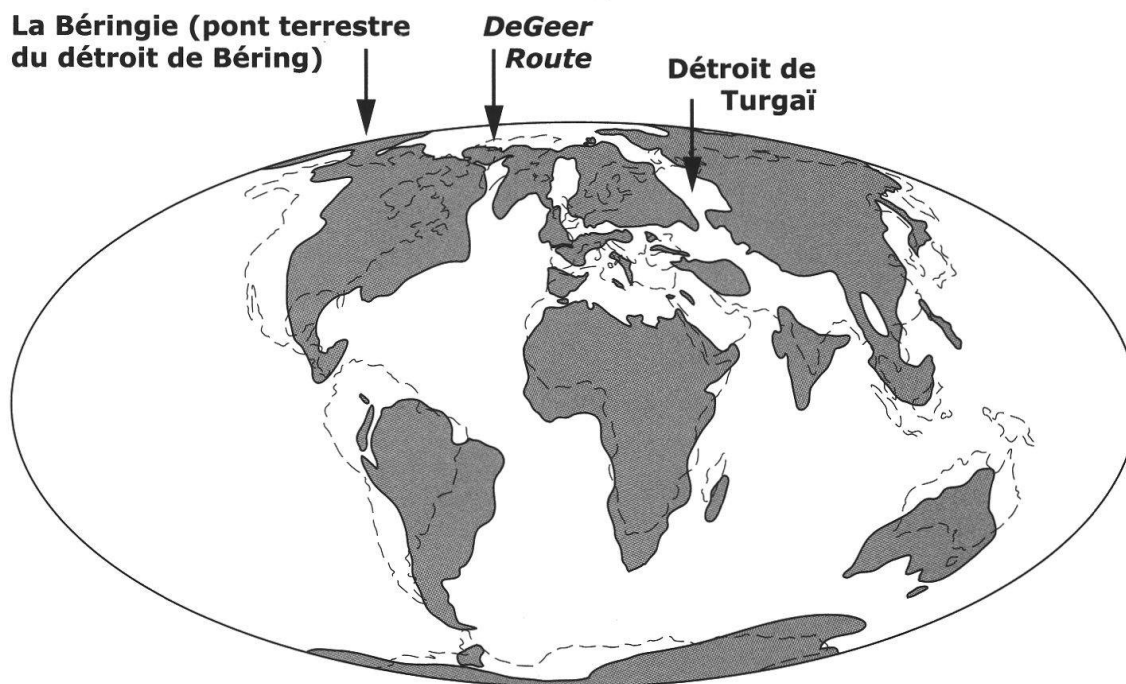 La Béringie (pont terrestre
du détroit de Béring)
DeGeer
Route
Détroit de
Turgaï